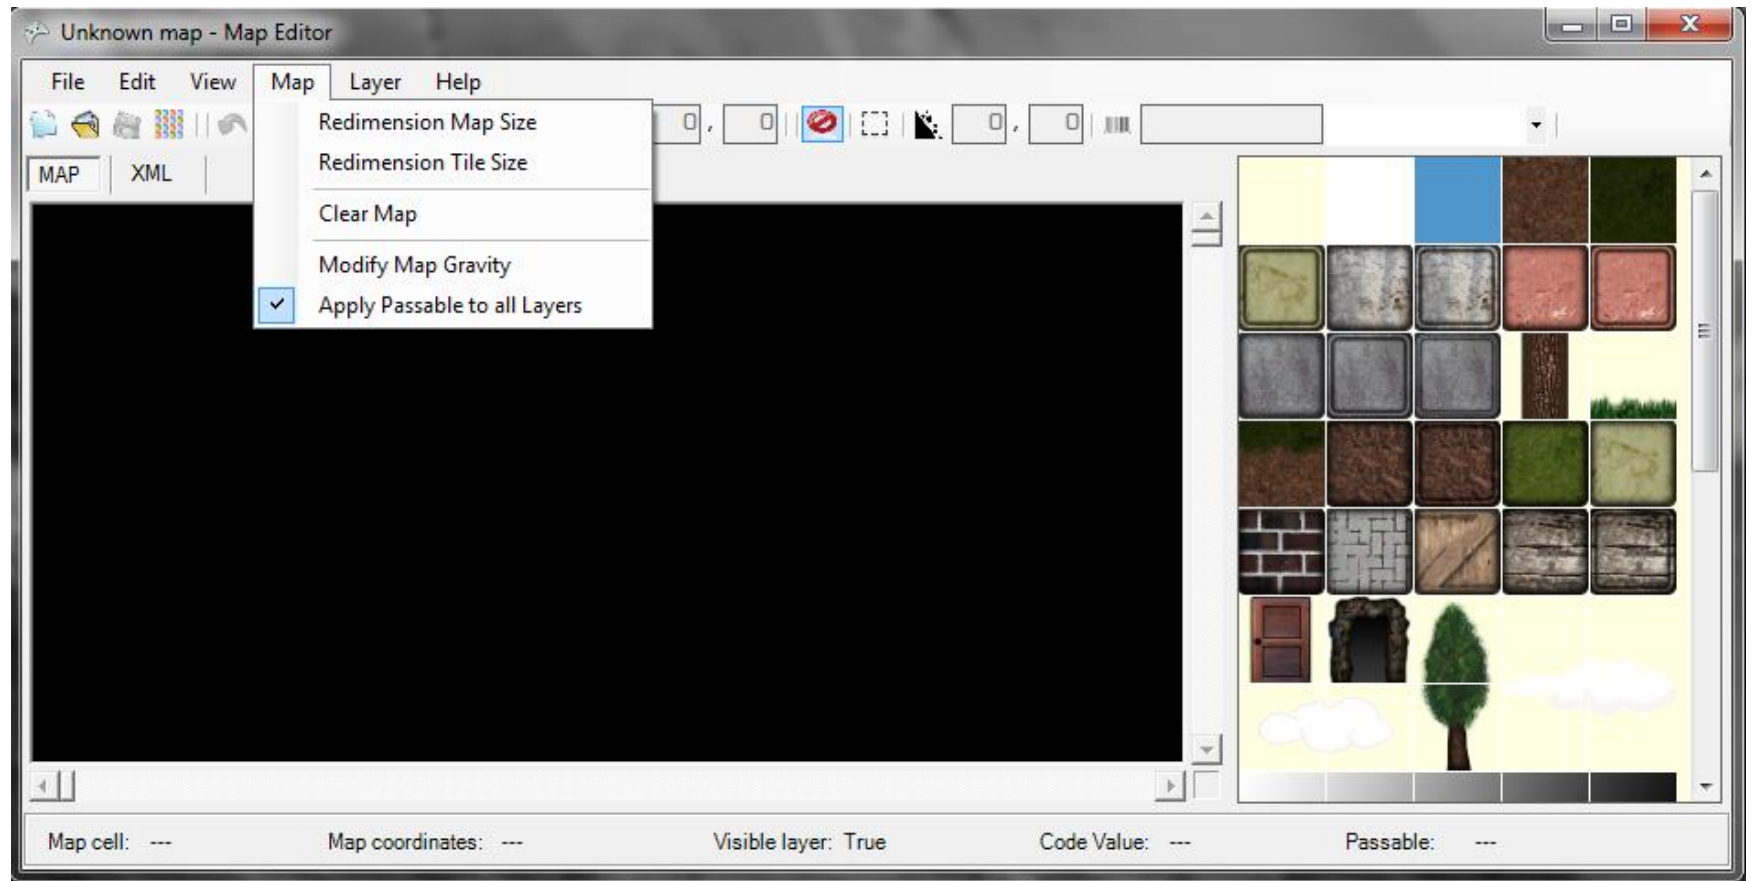 Unknown map - Map Editor
File Edit View Map Layer Help
0 , 0 0 , 0
Redimension Map Size
Redimension Tile Size
Clear Map
Modify Map Gravity
Apply Passable to all Layers
MAP XML
Map cell: --- Map coordinates: --- Visible layer: True Code Value: --- Passable: ---